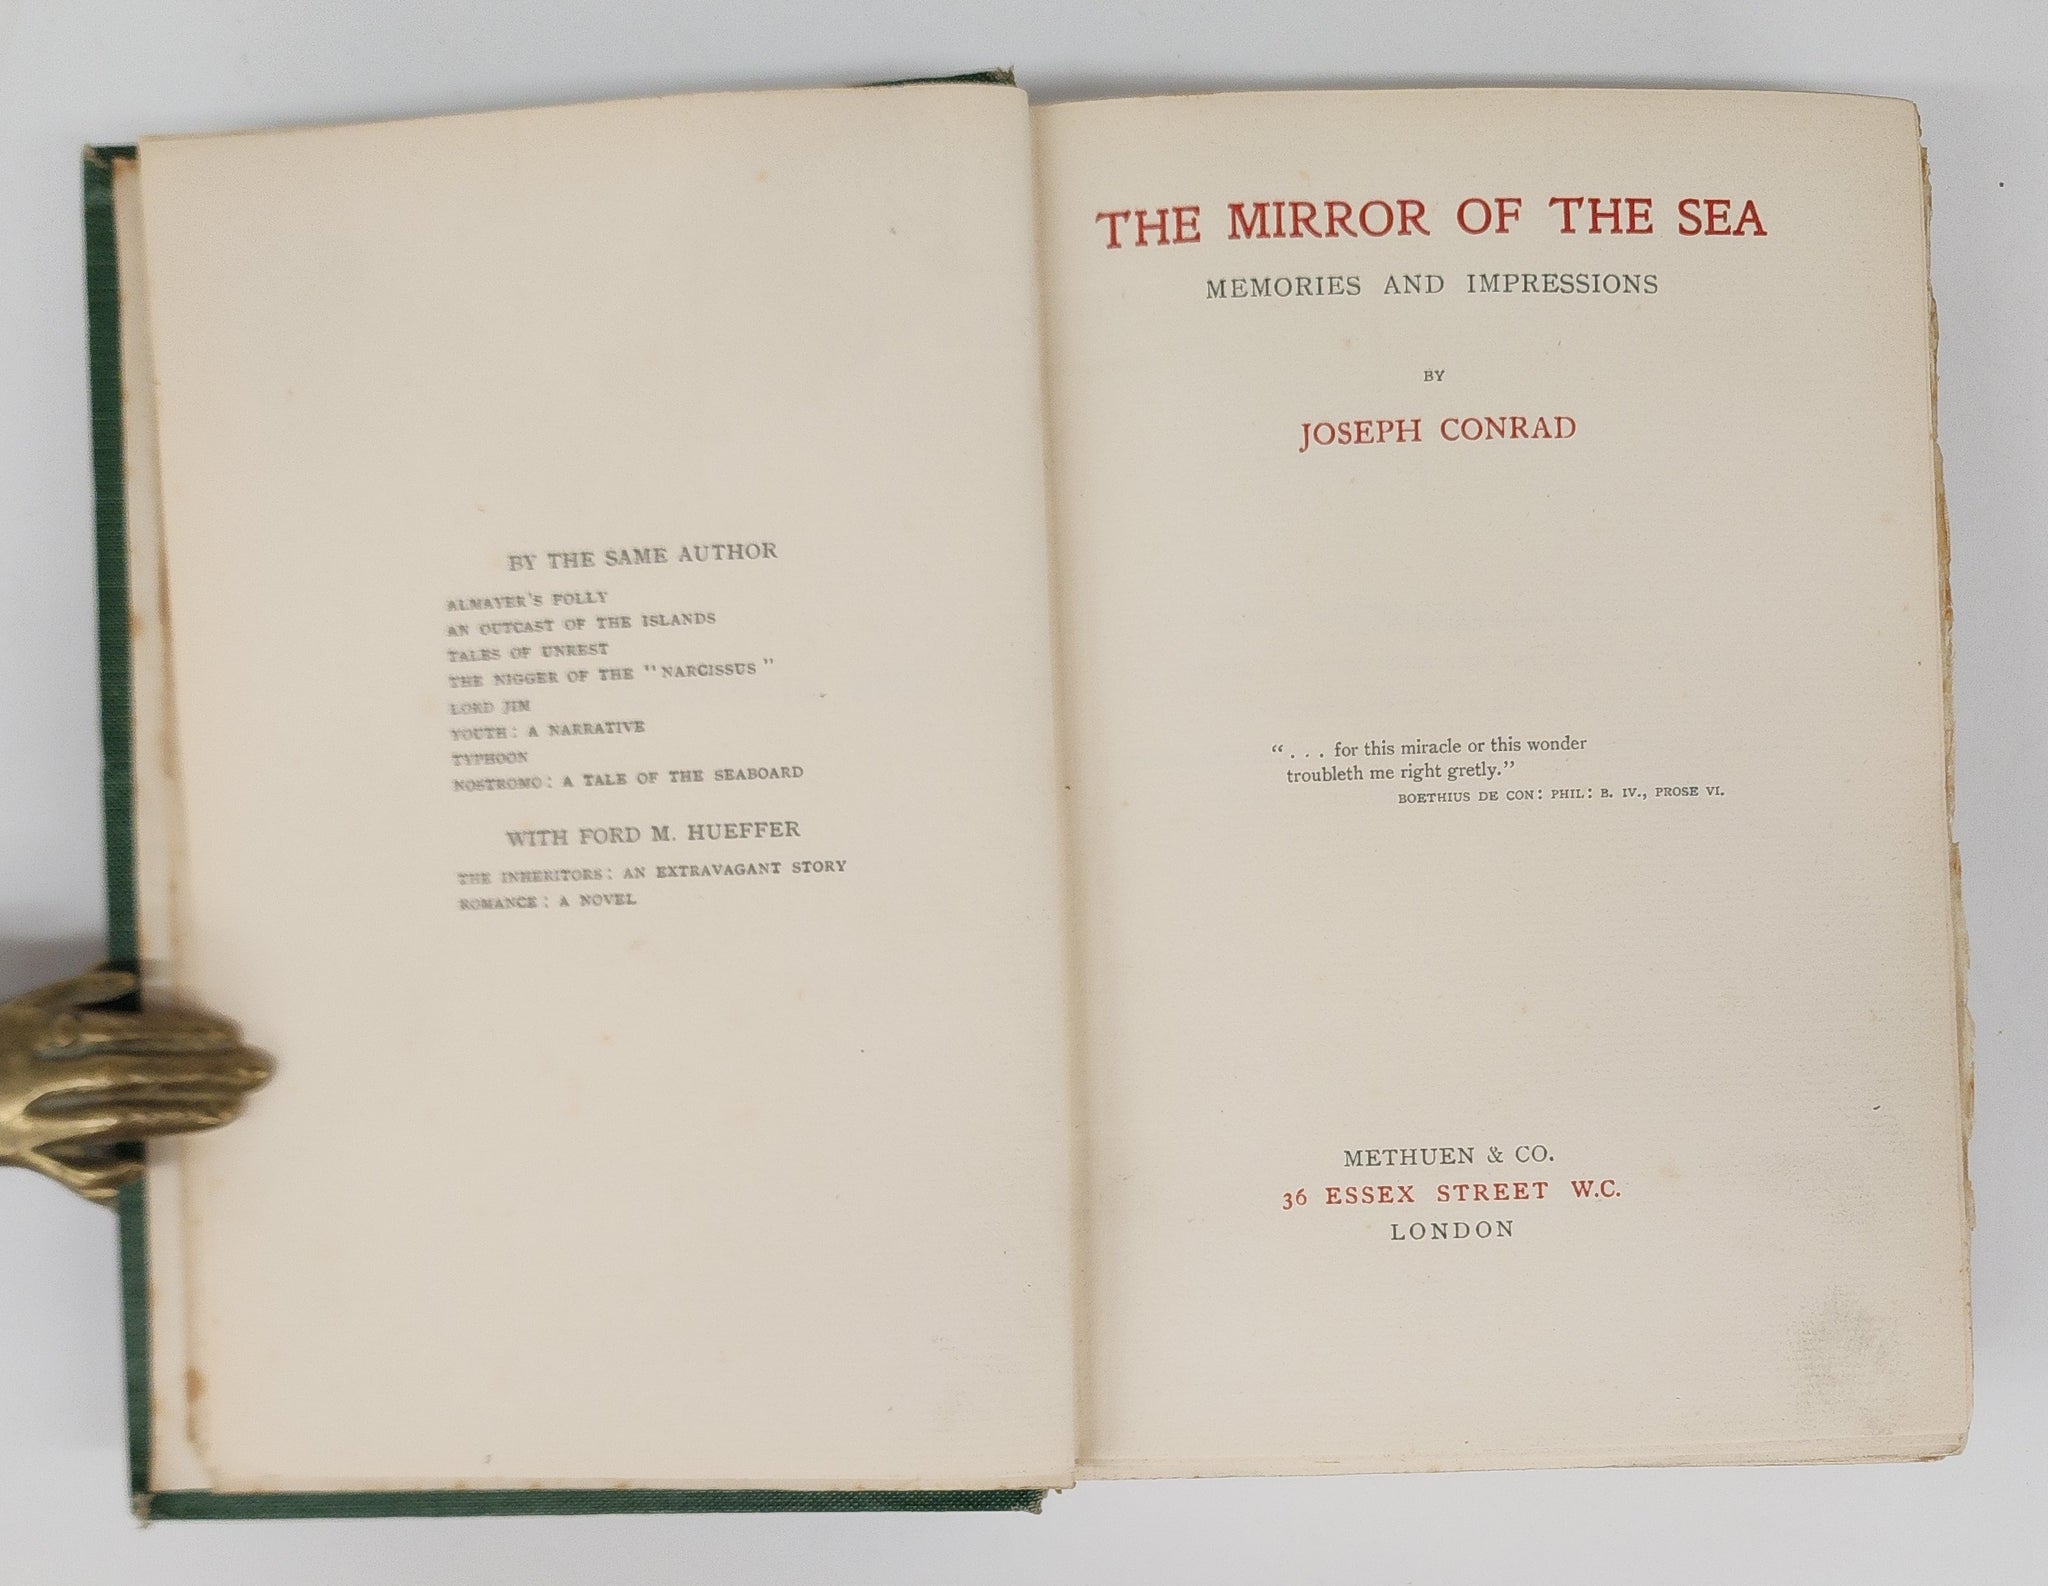 BY THE SAME AUTHOR
ALMAYER'S FOLLY
AN OUTCAST OF THE ISLANDS
TALES OF UNREST
THE NIGGER OF THE "NARCISSUS"
LORD JIM
YOUTH: A NARRATIVE
TYPHOON
NOSTROMO: A TALE OF THE SEABOARD
WITH FORD M. HUEFFER
THE INHERITORS: AN EXTRAVAGANT STORY
ROMANCE: A NOVEL
THE MIRROR OF THE SEA
MEMORIES AND IMPRESSIONS
BY
JOSEPH CONRAD
“. . . for this miracle or this wonder
troubleth me right gretly.”
BOETHIUS DE CON: PHIL: B. IV., PROSE VI.
METHUEN & CO.
36 ESSEX STREET W.C.
LONDON